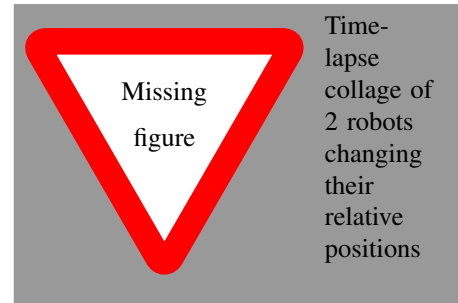 Missing
figure
Time-
lapse
collage of
2 robots
changing
their
relative
positions